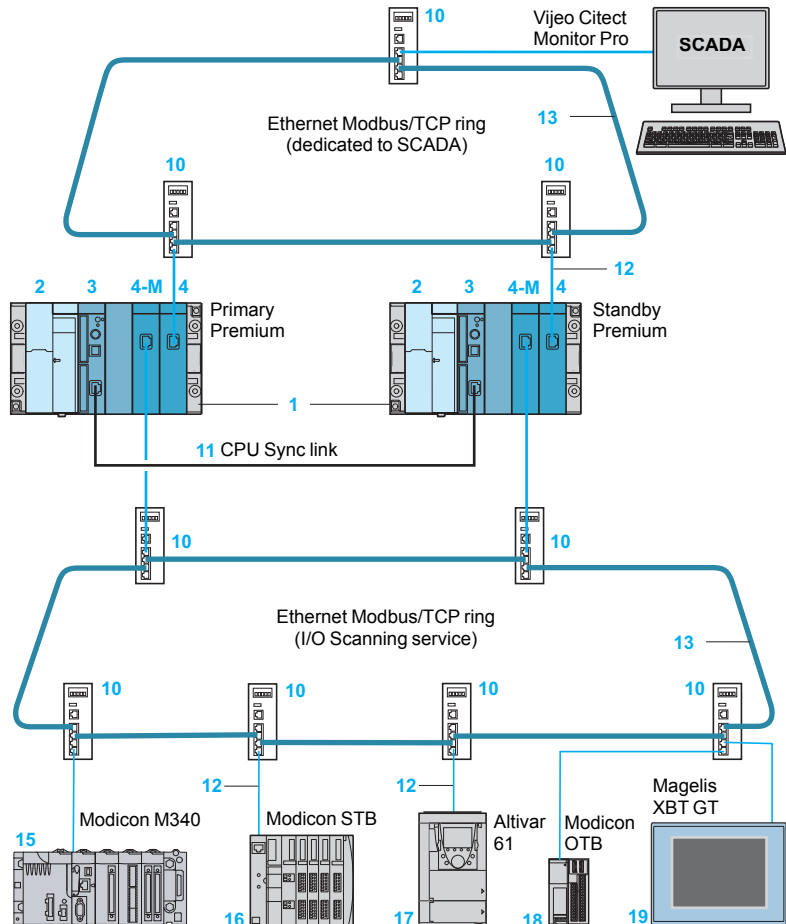 10
Vijeo Citect
Monitor Pro
SCADA
Ethernet Modbus/TCP ring
(dedicated to SCADA)
13
10
10
12
2 3 4-M 4
Primary
Premium
2 3 4-M 4
Standby
Premium
1
11 CPU Sync link
10
10
Ethernet Modbus/TCP ring
(I/O Scanning service)
13
10
10
10
10
12
12
Modicon M340
15
Modicon STB
16
Altivar
61
17
Modicon
OTB
18
Magelis
XBT GT
19